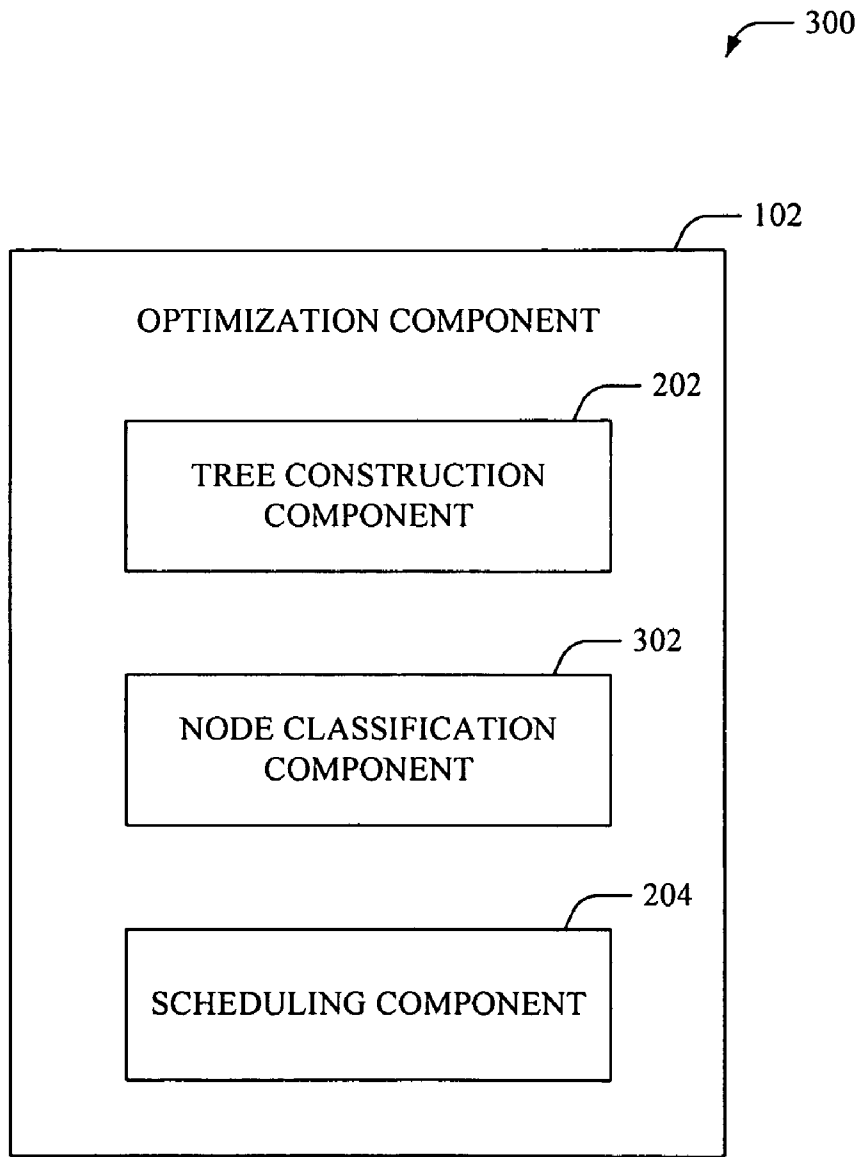 300
102
OPTIMIZATION COMPONENT
202
TREE CONSTRUCTION
COMPONENT
302
NODE CLASSIFICATION
COMPONENT
204
SCHEDULING COMPONENT